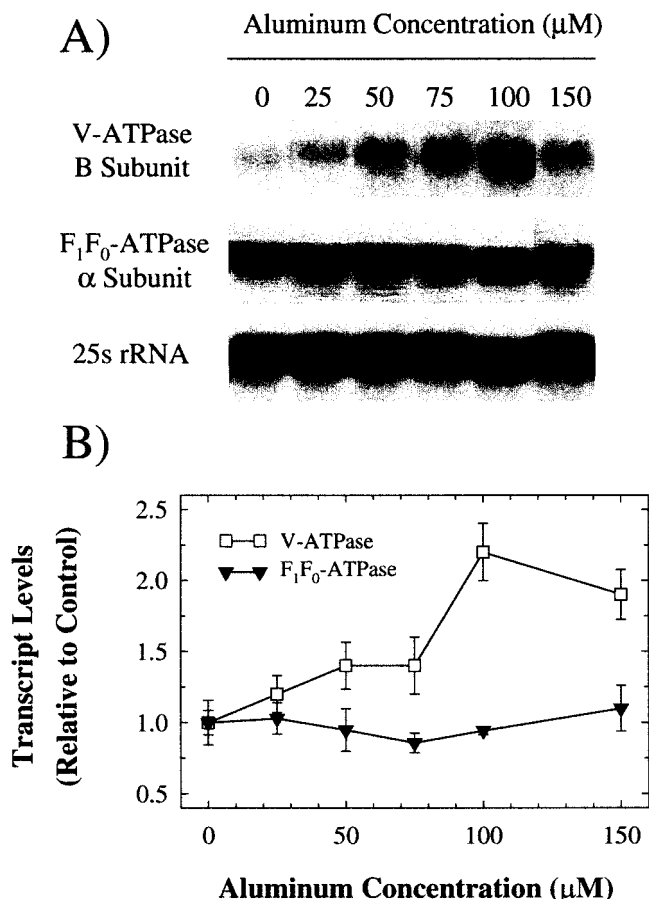 A)
Aluminum Concentration (μM)
0 25 50 75 100 150
V-ATPase
B Subunit
F₁F₀-ATPase
α Subunit
25s rRNA
B)
Transcript Levels
(Relative to Control)
2.5
2.0
1.5
1.0
0.5
V-ATPase
F₁F₀-ATPase
0 50 100 150
Aluminum Concentration (μM)